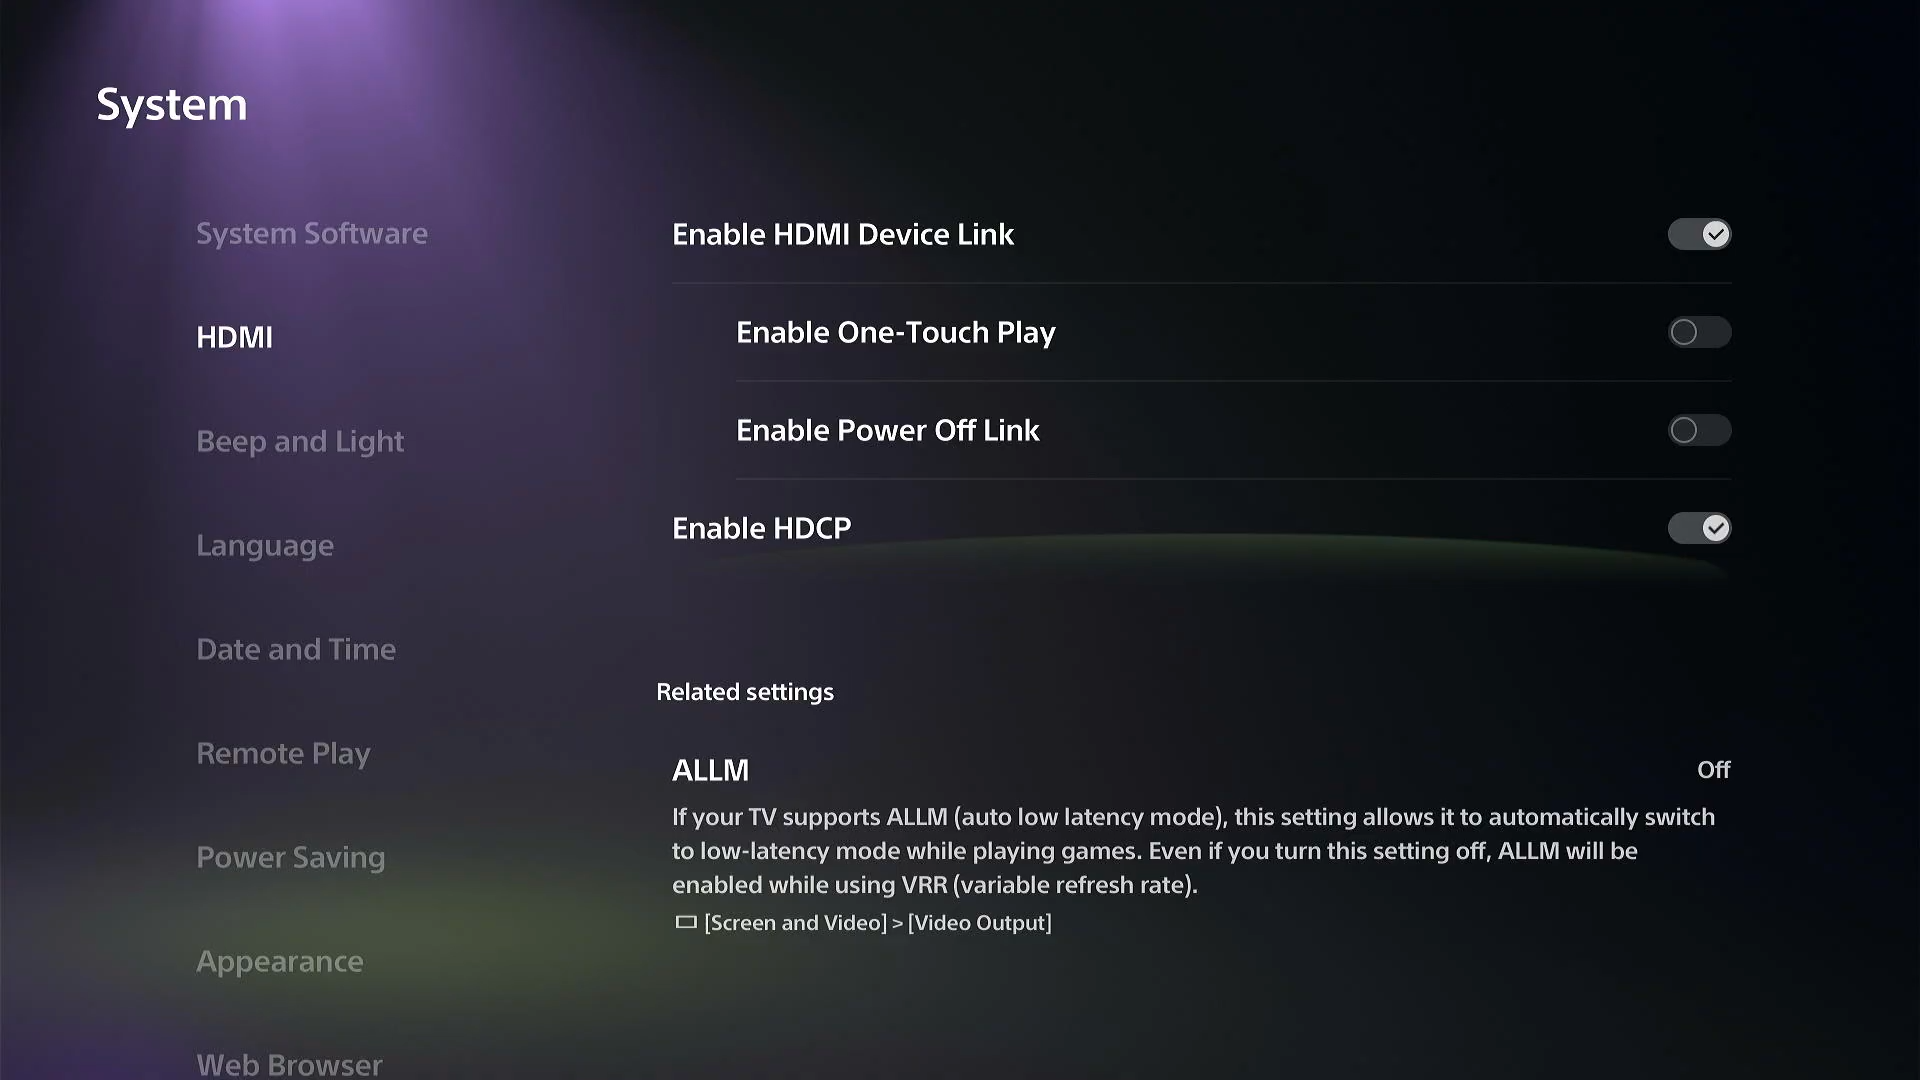 System
System Software
HDMI
Beep and Light
Language
Date and Time
Remote Play
Power Saving
Appearance
Web Browser
Enable HDMI Device Link
Enable One-Touch Play
Enable Power Off Link
Enable HDCP
Related settings
ALLM Off
If your TV supports ALLM (auto low latency mode), this setting allows it to automatically switch
to low-latency mode while playing games. Even if you turn this setting off, ALLM will be
enabled while using VRR (variable refresh rate).
[Screen and Video] > [Video Output]